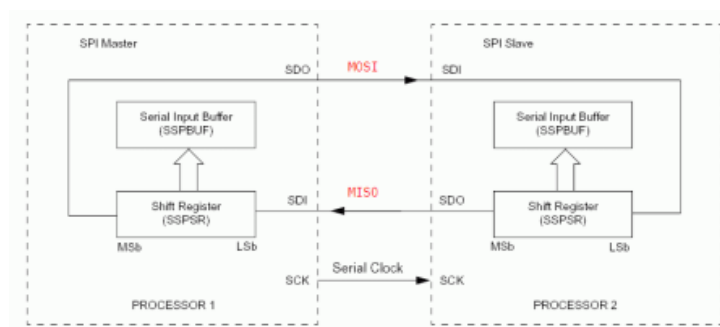 SPI Master
SPI Slave
SDO
MOSI
SDI
Serial Input Buffer
(SSPBUF)
Serial Input Buffer
(SSPBUF)
SDI
MISO
SDO
Shift Register
(SSPSR)
Shift Register
(SSPSR)
MSb
LSb
MSb
LSb
SCK
Serial Clock
SCK
PROCESSOR 1
PROCESSOR 2